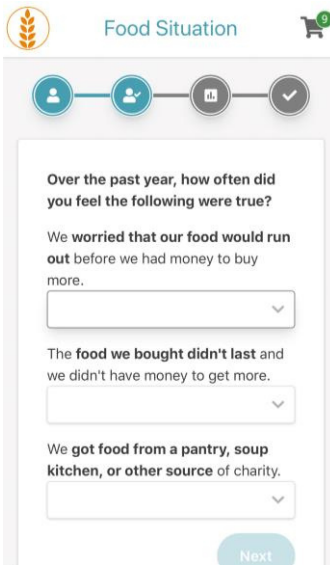 Food Situation
9
Over the past year, how often did
you feel the following were true?
We worried that our food would run
out before we had money to buy
more.
The food we bought didn't last and
we didn't have money to get more.
We got food from a pantry, soup
kitchen, or other source of charity.
Next